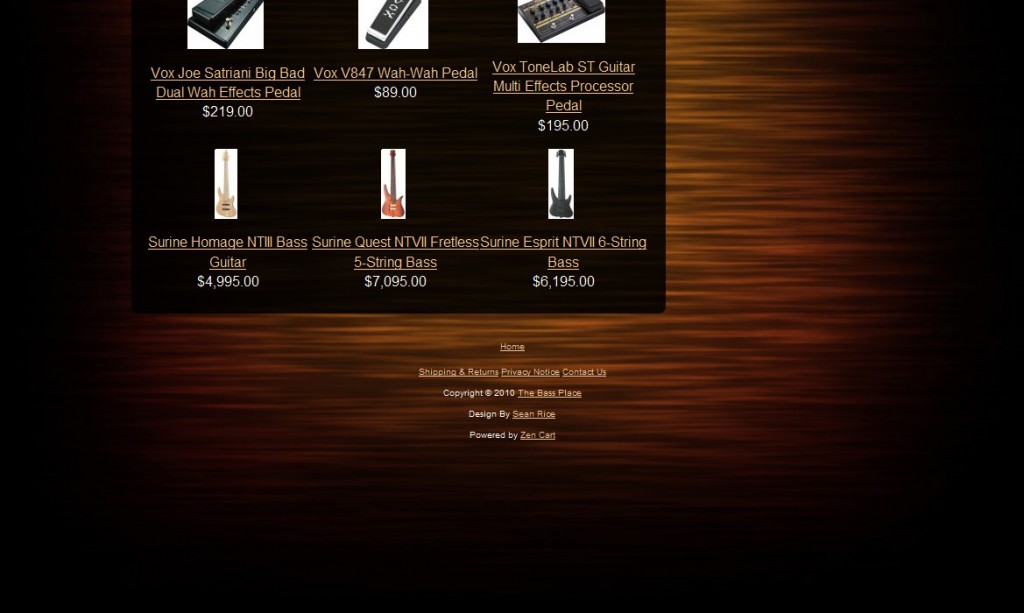 VOX
Vox Joe Satriani Big Bad
Dual Wah Effects Pedal
$219.00
Vox V847 Wah-Wah Pedal
$89.00
Vox ToneLab ST Guitar
Multi Effects Processor
Pedal
$195.00
Surine Homage NTIII Bass
Guitar
$4,995.00
Surine Quest NTVII Fretless
5-String Bass
$7,095.00
Surine Esprit NTVII 6-String
Bass
$6,195.00
Home
Shipping & Returns Privacy Notice Contact Us
Copyright © 2010 The Bass Place
Design By Sean Rice
Powered by Zen Cart